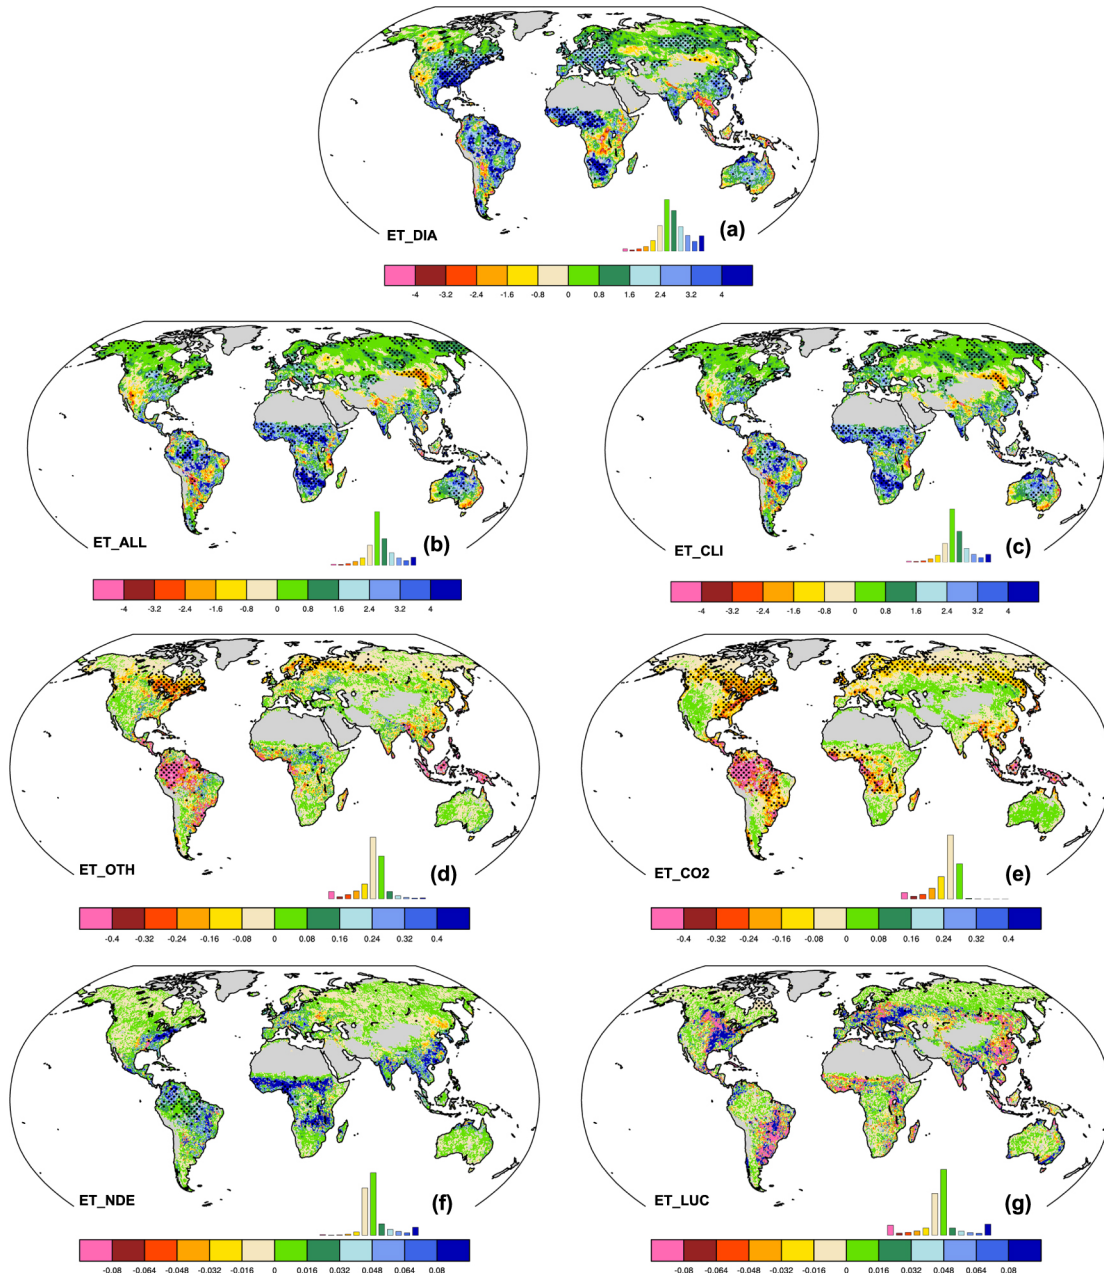 ET_DIA
(a)
-4 -3.2 -2.4 -1.6 -0.8 0 0.8 1.6 2.4 3.2 4
ET_ALL
(b)
-4 -3.2 -2.4 -1.6 -0.8 0 0.8 1.6 2.4 3.2 4
ET_CLI
(c)
-4 -3.2 -2.4 -1.6 -0.8 0 0.8 1.6 2.4 3.2 4
ET_OTH
(d)
-0.4 -0.32 -0.24 -0.16 -0.08 0 0.08 0.16 0.24 0.32 0.4
ET_CO2
(e)
-0.4 -0.32 -0.24 -0.16 -0.08 0 0.08 0.16 0.24 0.32 0.4
ET_NDE
(f)
-0.08 -0.064 -0.048 -0.032 -0.016 0 0.016 0.032 0.048 0.064 0.08
ET_LUC
(g)
-0.08 -0.064 -0.048 -0.032 -0.016 0 0.016 0.032 0.048 0.064 0.08